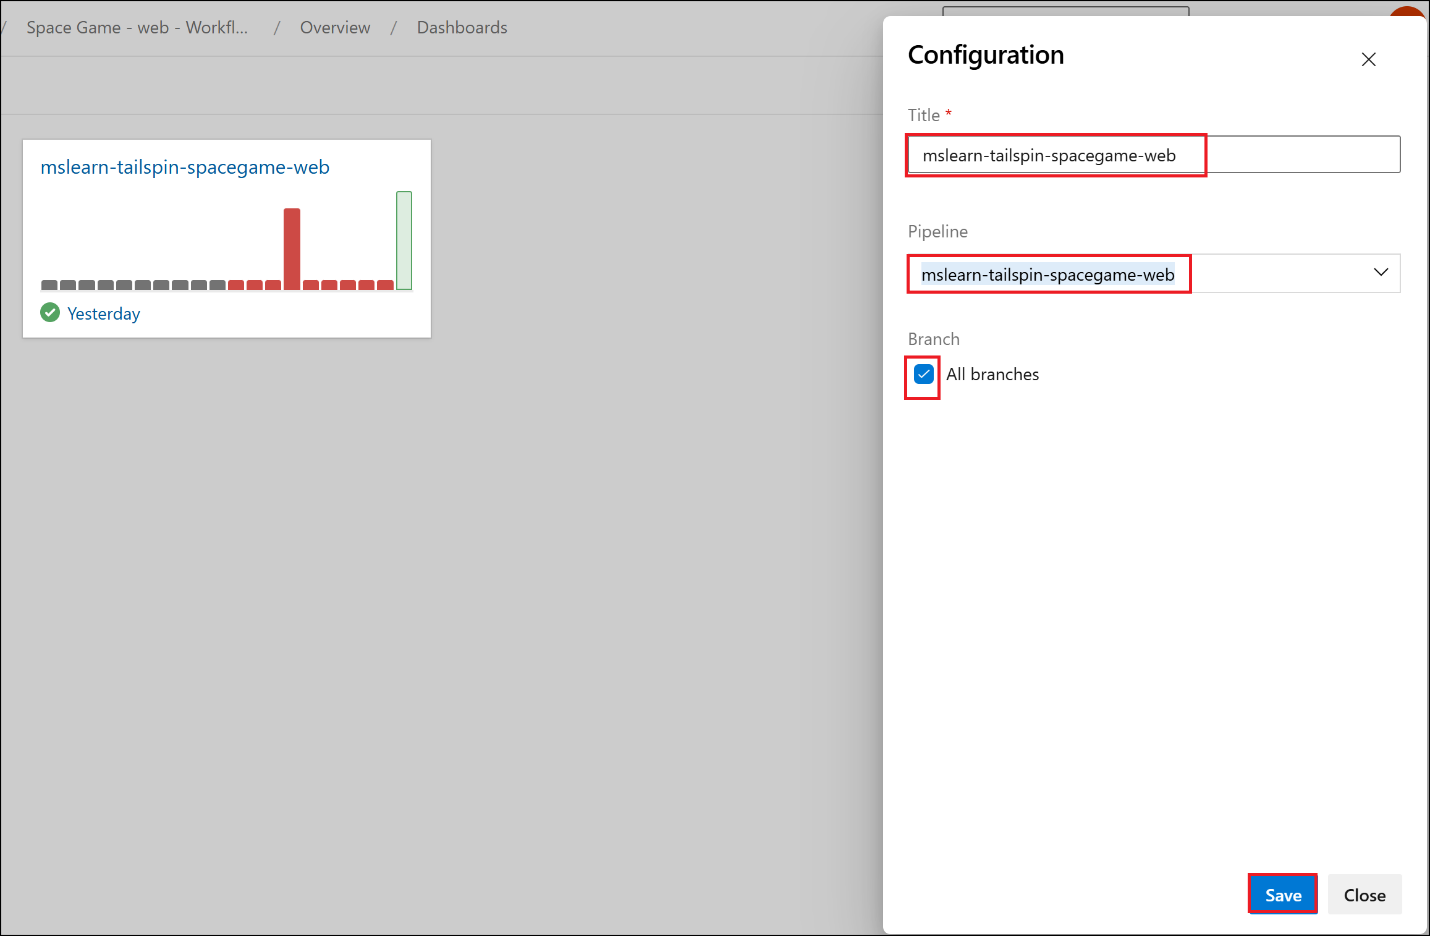 / Space Game - web - Workfl... / Overview / Dashboards
mslearn-tailspin-spacegame-web
Yesterday
Configuration
Title *
mslearn-tailspin-spacegame-web
Pipeline
mslearn-tailspin-spacegame-web
Branch
All branches
Save Close